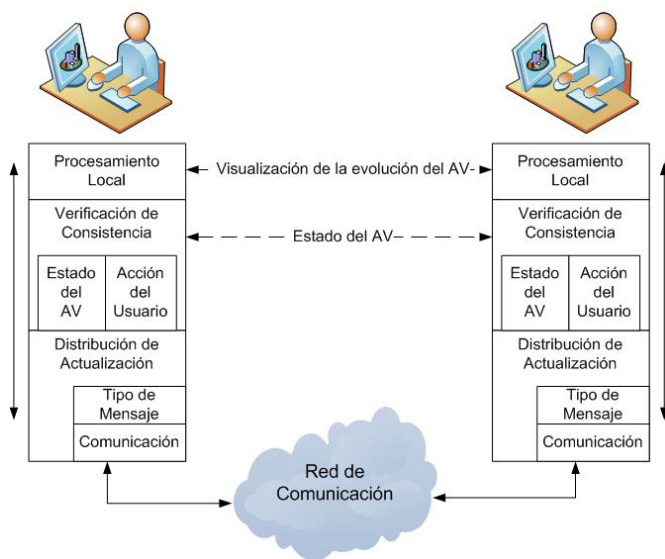 Procesamiento
Local
Visualización de la evolución del AV
Procesamiento
Local
Verificación de
Consistencia
Estado del AV
Verificación de
Consistencia
Estado
del
AV
Acción
del
Usuario
Estado
del
AV
Acción
del
Usuario
Distribución de
Actualización
Distribución de
Actualización
Tipo de
Mensaje
Tipo de
Mensaje
Comunicación
Comunicación
Red de
Comunicación